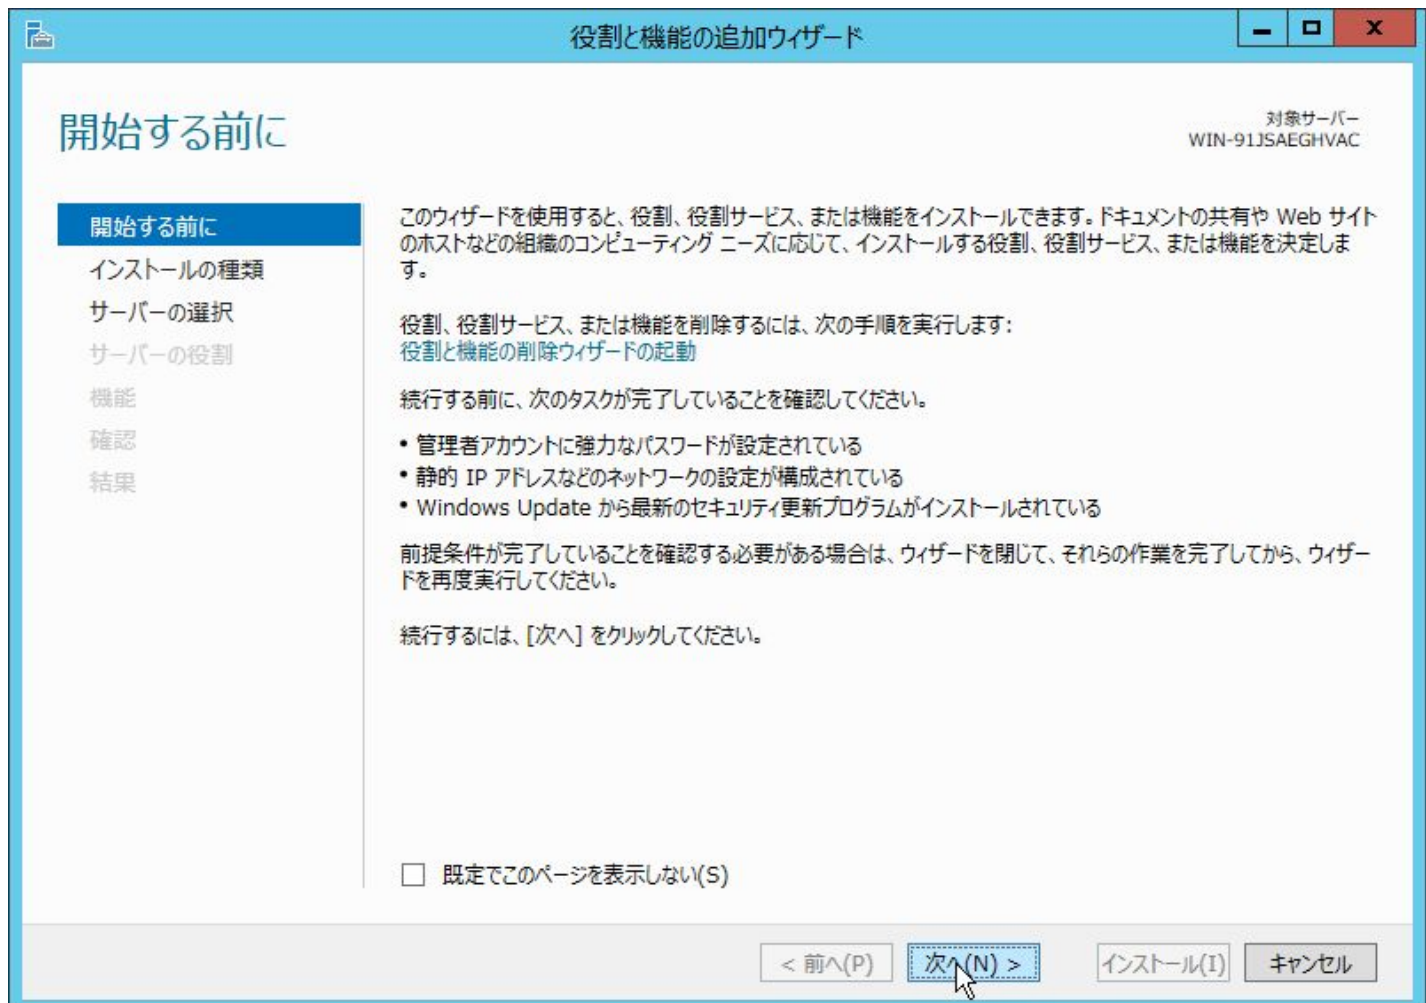 役割と機能の追加ウィザード
開始する前に
対象サーバー
WIN-91JSAEGHVAC
開始する前に
インストールの種類
サーバーの選択
サーバーの役割
機能
確認
結果
このウィザードを使用すると、役割、役割サービス、または機能をインストールできます。ドキュメントの共有や Web サイト
のホストなどの組織のコンピューティング ニーズに応じて、インストールする役割、役割サービス、または機能を決定しま
す。
役割、役割サービス、または機能を削除するには、次の手順を実行します:
役割と機能の削除ウィザードの起動
続行する前に、次のタスクが完了していることを確認してください。
• 管理者アカウントに強力なパスワードが設定されている
• 静的 IP アドレスなどのネットワークの設定が構成されている
• Windows Update から最新のセキュリティ更新プログラムがインストールされている
前提条件が完了していることを確認する必要がある場合は、ウィザードを閉じて、それらの作業を完了してから、ウィザー
ドを再度実行してください。
続行するには、[次へ] をクリックしてください。
既定でこのページを表示しない(S)
< 前へ(P)
次へ(N) >
インストール(I)
キャンセル